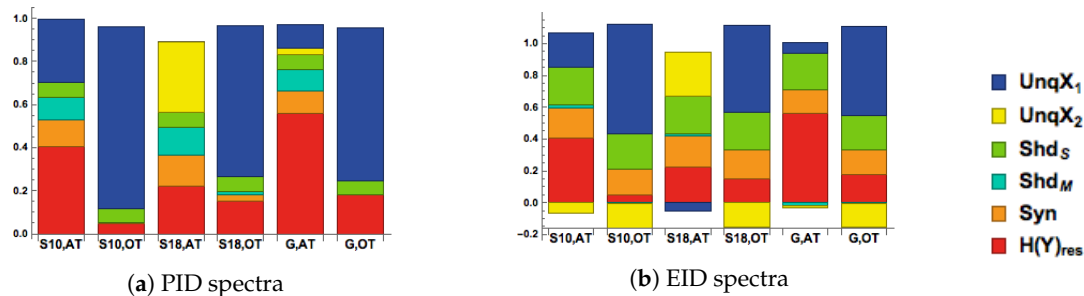 1.0
0.8
0.6
0.4
0.2
0.0
S10,AT S10,OT S18,AT S18,OT G,AT G,OT
(a) PID spectra
1.0
0.8
0.6
0.4
0.2
0.0
−0.2
S10,AT S10,OT S18,AT S18,OT G,AT G,OT
(b) EID spectra
UnqX₁
UnqX₂
Shd_S
Shd_M
Syn
H(Y)res